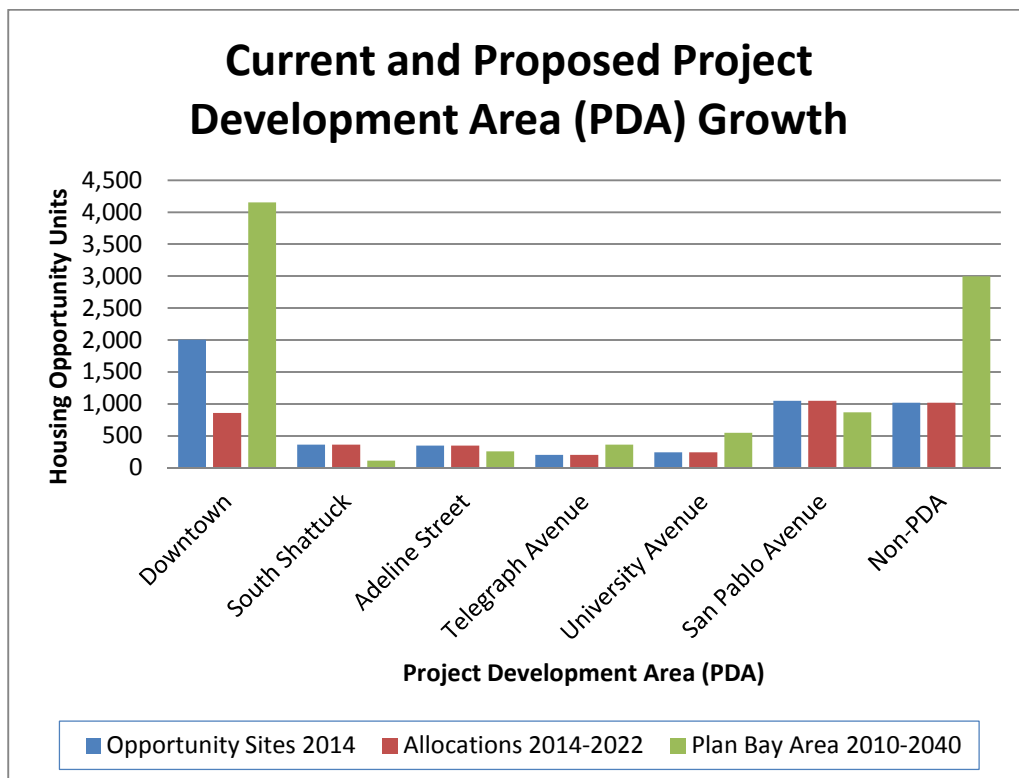 Current and Proposed Project
Development Area (PDA) Growth
Housing Opportunity Units
4,500
4,000
3,500
3,000
2,500
2,000
1,500
1,000
500
0
Downtown
South Shattuck
Adeline Street
Telegraph Avenue
University Avenue
San Pablo Avenue
Non-PDA
Project Development Area (PDA)
Opportunity Sites 2014 Allocations 2014-2022 Plan Bay Area 2010-2040